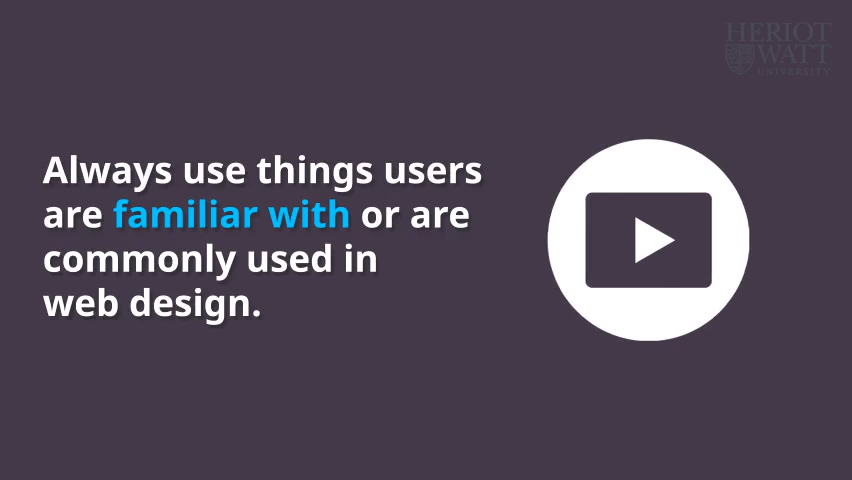 HERIOT
WATT
UNIVERSITY
Always use things users
are familiar with or are
commonly used in
web design.